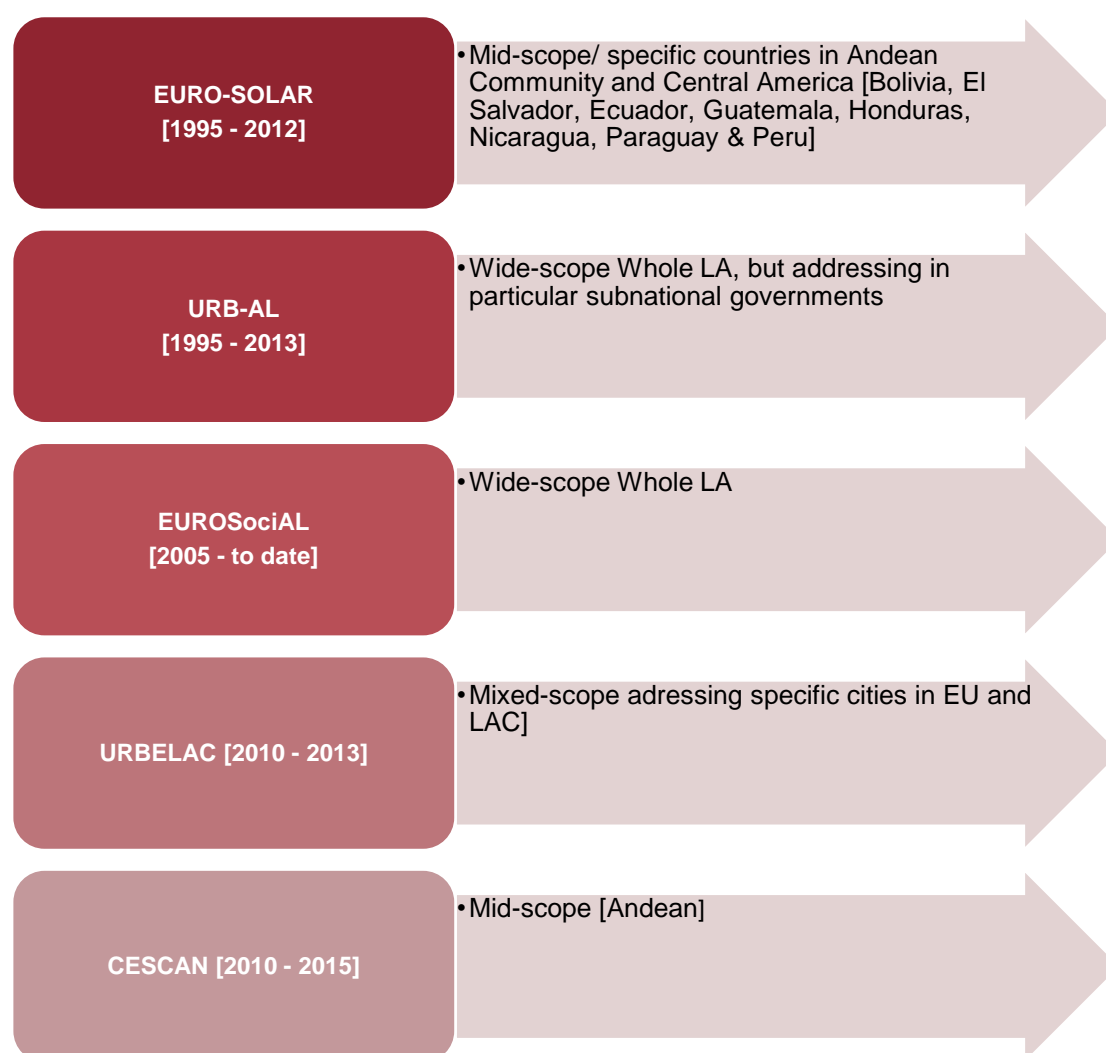 EURO-SOLAR
[1995 - 2012]
•Mid-scope/ specific countries in Andean
Community and Central America [Bolivia, El
Salvador, Ecuador, Guatemala, Honduras,
Nicaragua, Paraguay & Peru]
URB-AL
[1995 - 2013]
•Wide-scope Whole LA, but addressing in
particular subnational governments
EUROSociAL
[2005 - to date]
•Wide-scope Whole LA
URBELAC [2010 - 2013]
•Mixed-scope adressing specific cities in EU and
LAC]
CESCAN [2010 - 2015]
•Mid-scope [Andean]